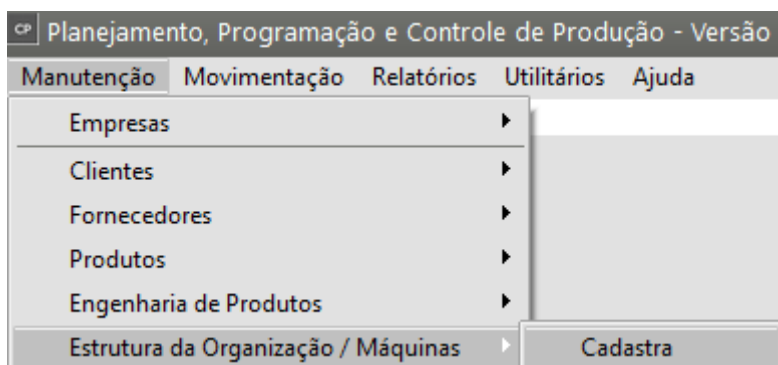 CP Planejamento, Programação e Controle de Produção - Versão
Manutenção Movimentação Relatórios Utilitários Ajuda
Empresas
Clientes
Fornecedores
Produtos
Engenharia de Produtos
Estrutura da Organização / Máquinas Cadastra